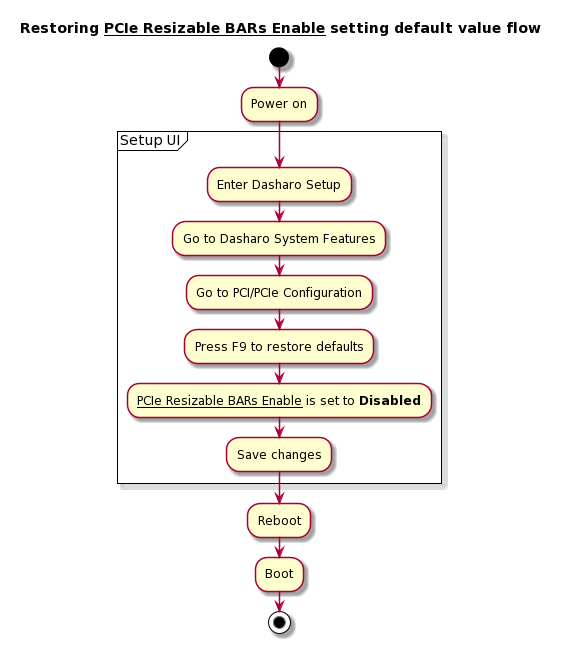 Restoring PCIe Resizable BARs Enable setting default value flow
Power on
Setup UI
Enter Dasharo Setup
Go to Dasharo System Features
Go to PCI/PCIe Configuration
Press F9 to restore defaults
PCIe Resizable BARs Enable is set to Disabled
Save changes
Reboot
Boot